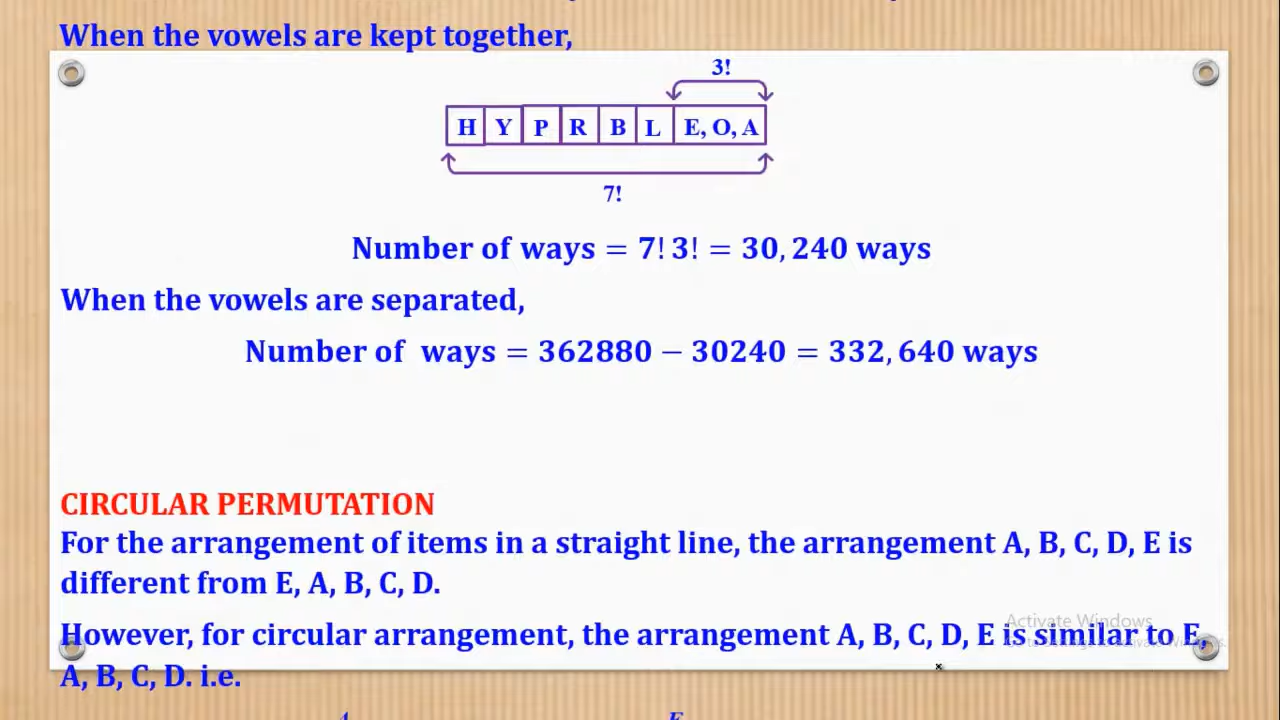 When the vowels are kept together,
3!
H Y P R B L E, O, A
7!
Number of ways = 7! 3! = 30, 240 ways
When the vowels are separated,
Number of ways = 362880 − 30240 = 332, 640 ways
CIRCULAR PERMUTATION
For the arrangement of items in a straight line, the arrangement A, B, C, D, E is
different from E, A, B, C, D.
Activate Windows
However, for circular arrangement, the arrangement A, B, C, D, E is similar to E,
A, B, C, D. i.e.